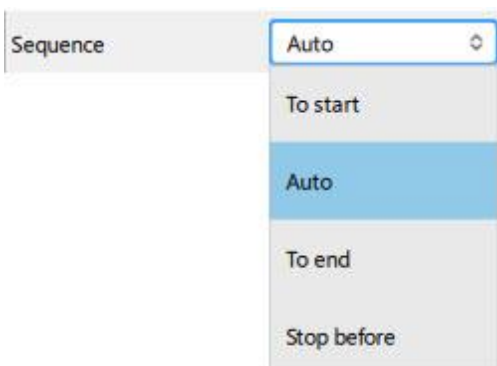 Sequence Auto
To start
Auto
To end
Stop before